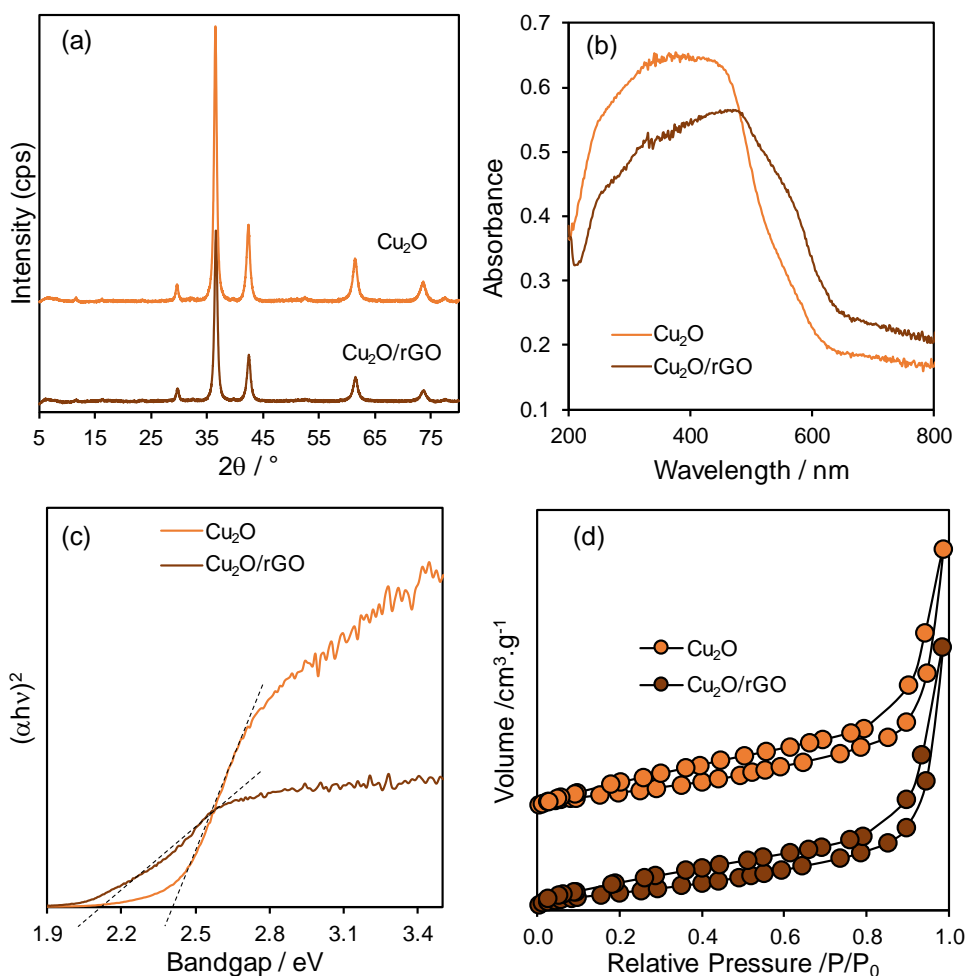 (a)
Intensity (cps)
Cu₂O
Cu₂O/rGO
5 15 25 35 45 55 65 75
2θ / °
(b)
0.7
0.6
0.5
0.4
0.3
0.2
0.1
Absorbance
Cu₂O
Cu₂O/rGO
200 400 600 800
Wavelength / nm
(c)
Cu₂O
Cu₂O/rGO
(αhν)²
1.9 2.2 2.5 2.8 3.1 3.4
Bandgap / eV
(d)
Volume /cm³.g⁻¹
Cu₂O
Cu₂O/rGO
0.0 0.2 0.4 0.6 0.8 1.0
Relative Pressure /P/P₀